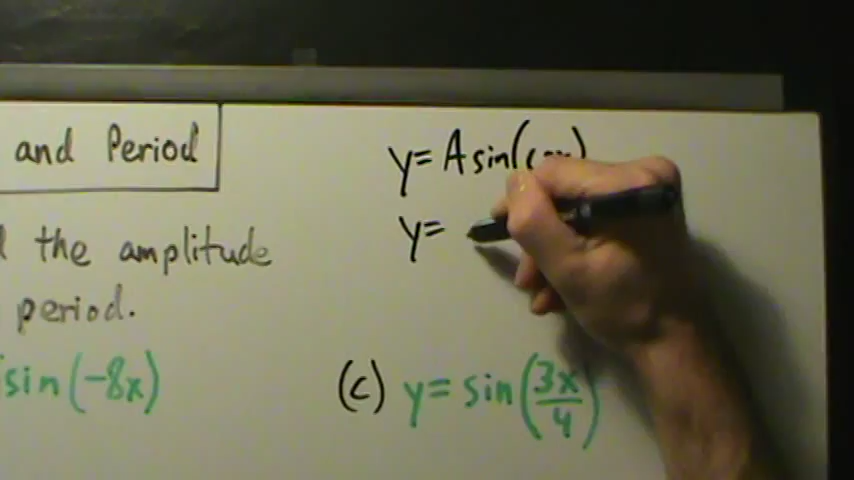 and Period
y = A sin(
y =
the amplitude
period.
sin(-8x)
(c) y = sin(3x/4)